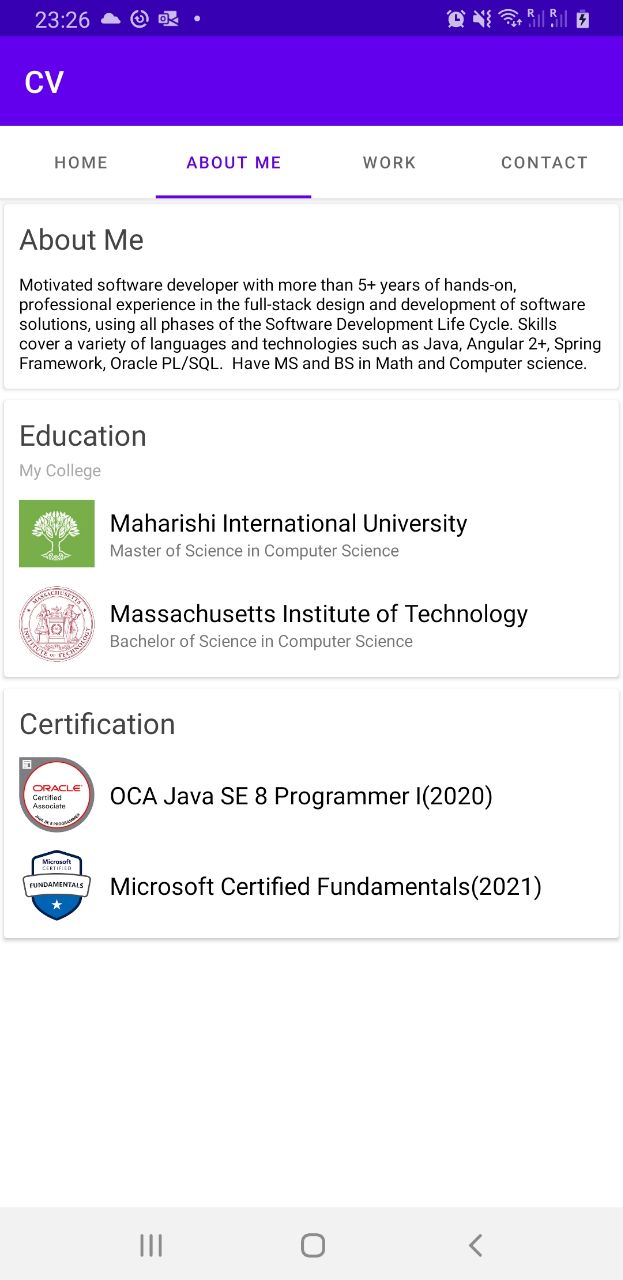 23:26
R
R
CV
HOME
ABOUT ME
WORK
CONTACT
About Me
Motivated software developer with more than 5+ years of hands-on,
professional experience in the full-stack design and development of software
solutions, using all phases of the Software Development Life Cycle. Skills
cover a variety of languages and technologies such as Java, Angular 2+, Spring
Framework, Oracle PL/SQL.  Have MS and BS in Math and Computer science.
Education
My College
Maharishi International University
Master of Science in Computer Science
MASSACHUSETTS
INSTITUTE OF TECHNOLOGY
Massachusetts Institute of Technology
Bachelor of Science in Computer Science
Certification
ORACLE
Certified
Associate
OCA Java SE 8 Programmer I(2020)
Microsoft
CERTIFIED
FUNDAMENTALS
Microsoft Certified Fundamentals(2021)